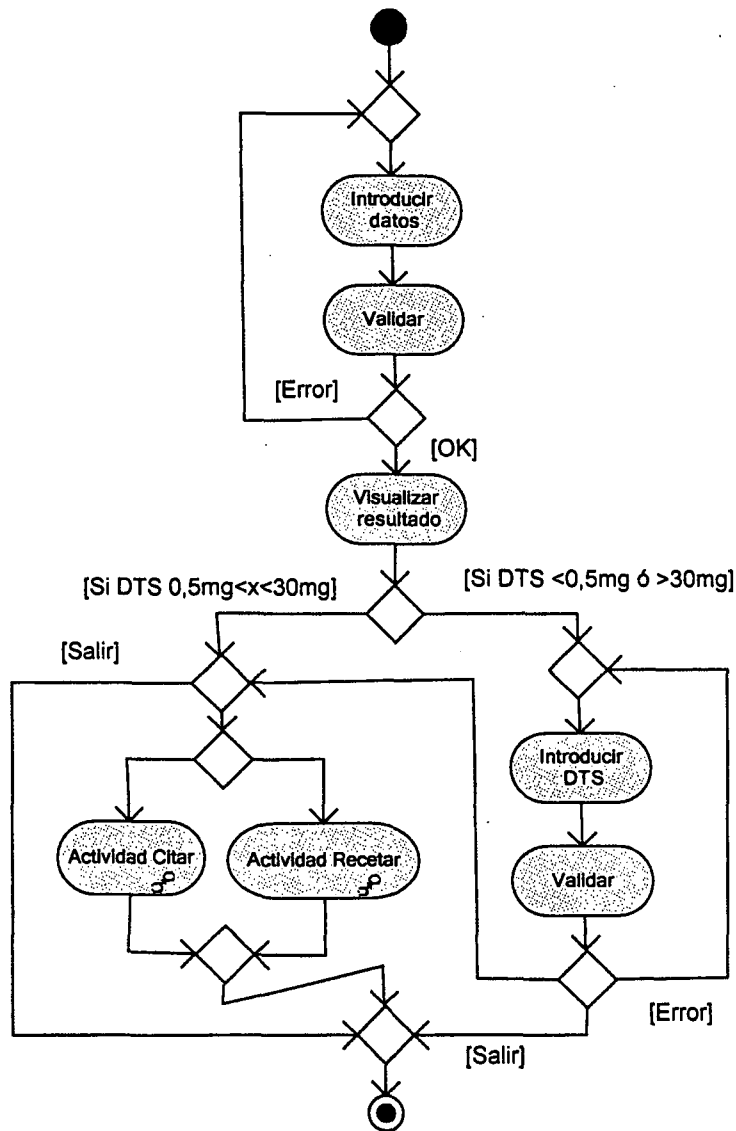 Introducir
datos
Validar
[Error]
[OK]
Visualizar
resultado
[Si DTS 0,5mg<x<30mg]
[Si DTS <0,5mg ó >30mg]
[Salir]
Introducir
DTS
Actividad Citar
Actividad Recetar
Validar
[Error]
[Salir]